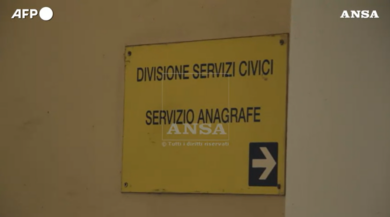 AFP
ANSA
DIVISIONE SERVIZI CIVICI
SERVIZIO ANAGRAFE
ANSA